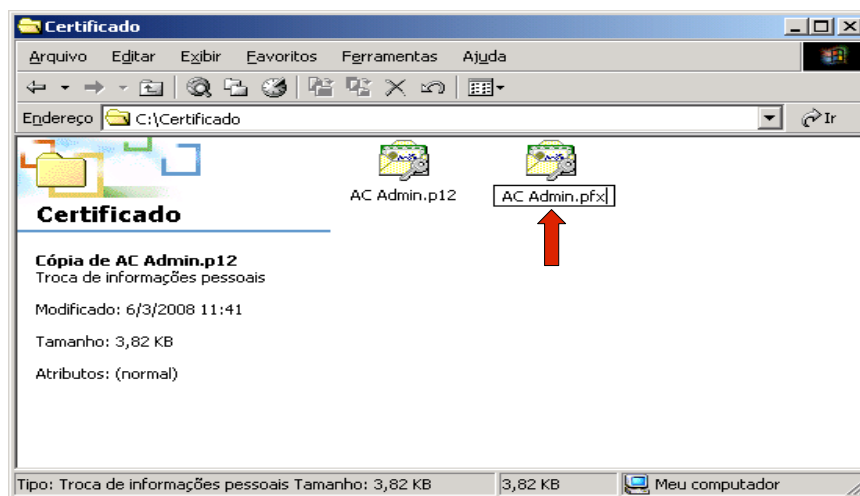 Certificado
Arquivo Editar Exibir Favoritos Ferramentas Ajuda
Endereço C:\Certificado Ir
AC Admin.p12 AC Admin.pfx
Certificado
Cópia de AC Admin.p12
Troca de informações pessoais
Modificado: 6/3/2008 11:41
Tamanho: 3,82 KB
Atributos: (normal)
Tipo: Troca de informações pessoais Tamanho: 3,82 KB 3,82 KB Meu computador